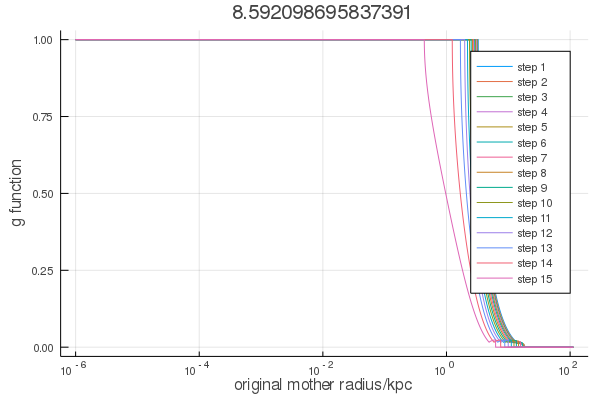 8.592098695837391
1.00
0.75
0.50
0.25
0.00
g function
10⁻⁶
10⁻⁴
10⁻²
10⁰
10²
original mother radius/kpc
step 1
step 2
step 3
step 4
step 5
step 6
step 7
step 8
step 9
step 10
step 11
step 12
step 13
step 14
step 15